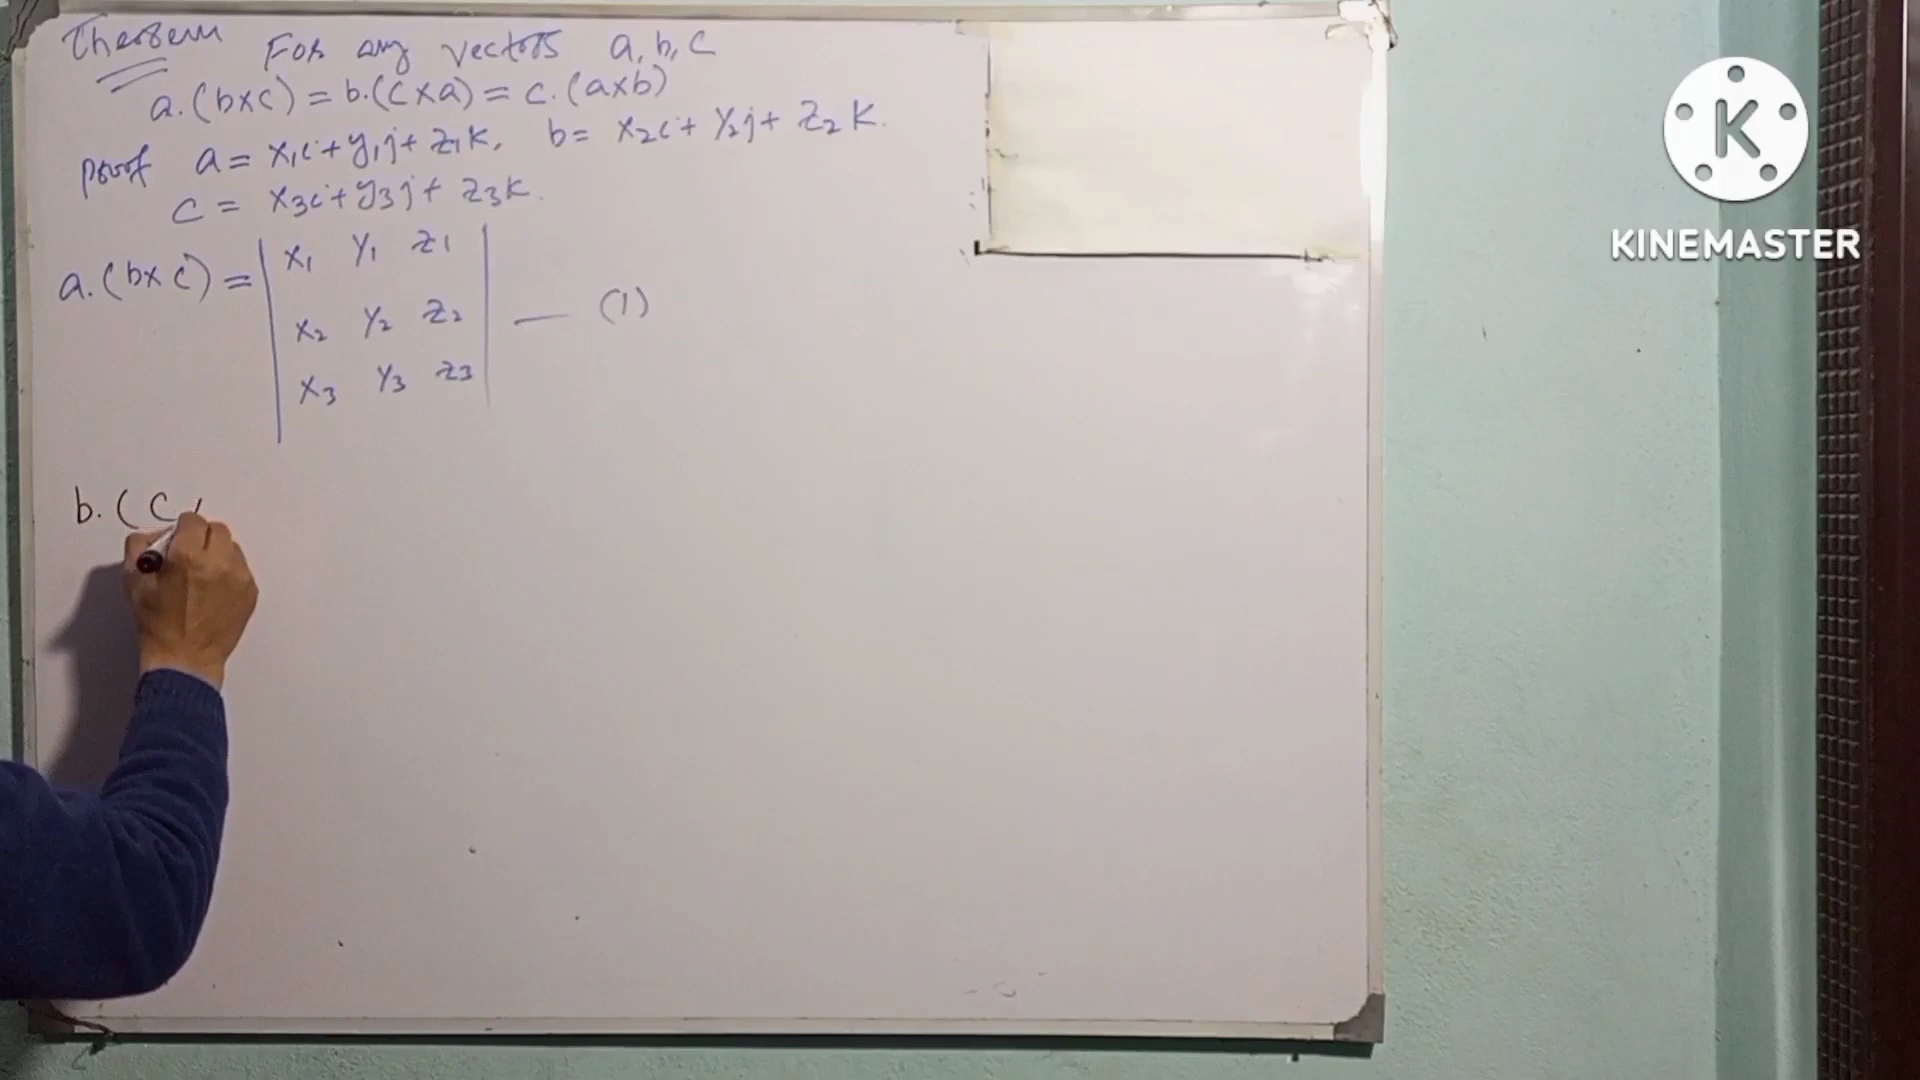 Theorem For any vectors a, b, c
a.(b×c) = b.(c×a) = c.(a×b)
proof a = x₁i + y₁j + z₁k, b = x₂i + y₂j + z₂k.
c = x₃i + y₃j + z₃k.
a.(b×c) = | x₁ y₁ z₁ |
| x₂ y₂ z₂ | — (1)
| x₃ y₃ z₃ |
b.(c
K
KINEMASTER